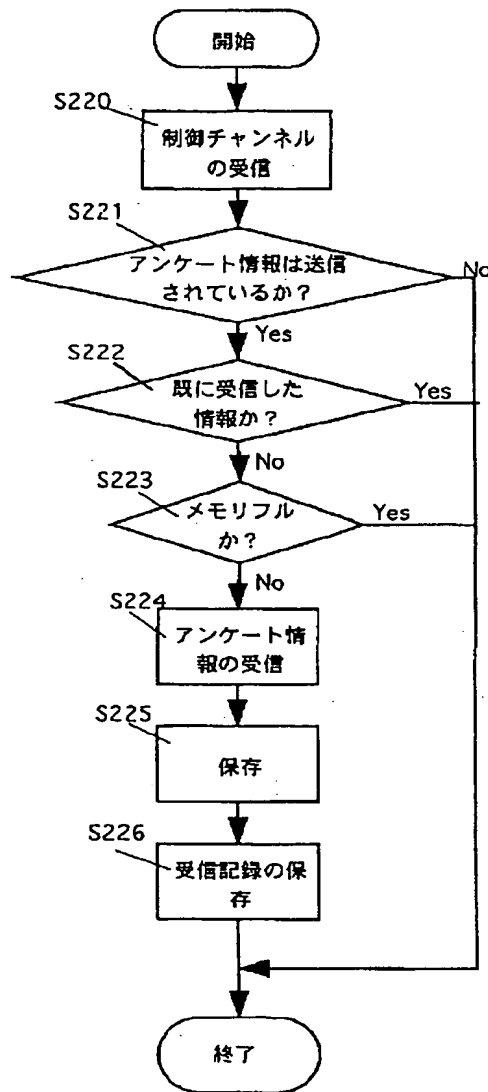 開始
S220
制御チャンネル
の受信
S221
アンケート情報は送信
されているか？
No
Yes
S222
既に受信した
情報か？
Yes
No
S223
メモリフル
か？
Yes
No
S224
アンケート情
報の受信
S225
保存
S226
受信記録の保
存
終了